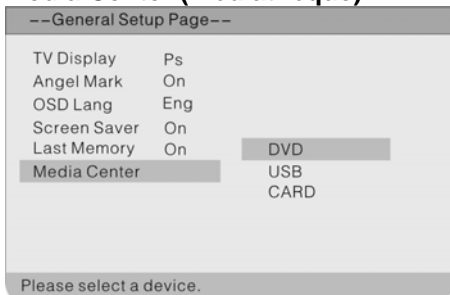 --General Setup Page--
TV Display Ps
Angel Mark On
OSD Lang Eng
Screen Saver On
Last Memory On
Media Center
DVD
USB
CARD
Please select a device.